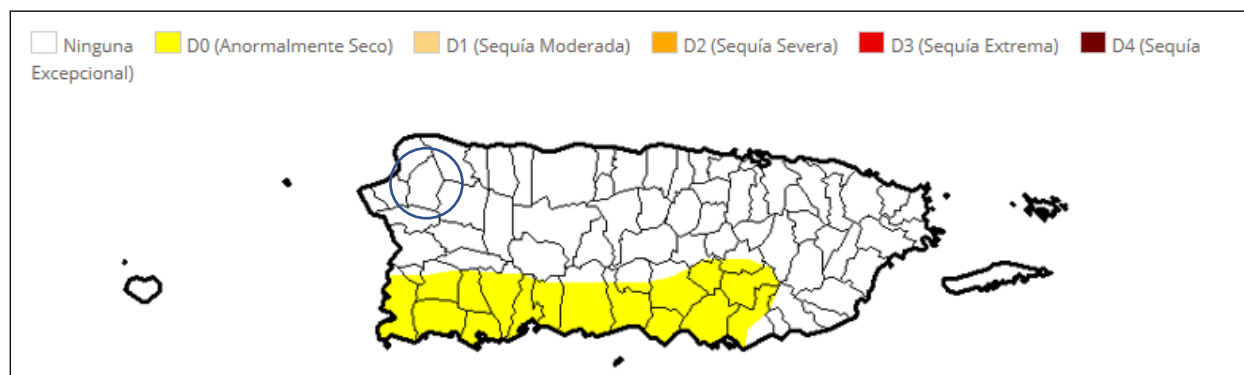 Ninguna D0 (Anormalmente Seco) D1 (Sequía Moderada) D2 (Sequía Severa) D3 (Sequía Extrema) D4 (Sequía
Excepcional)